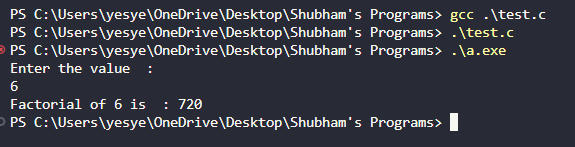 PS C:\Users\yesye\OneDrive\Desktop\Shubham's Programs> gcc .\test.c
PS C:\Users\yesye\OneDrive\Desktop\Shubham's Programs> .\test.c
PS C:\Users\yesye\OneDrive\Desktop\Shubham's Programs> .\a.exe
Enter the value  :
6
Factorial of 6 is  : 720
PS C:\Users\yesye\OneDrive\Desktop\Shubham's Programs>